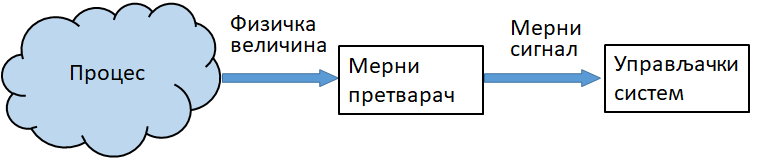 Процес
Физичка
величина
Мерни
претварач
Мерни
сигнал
Управљачки
систем